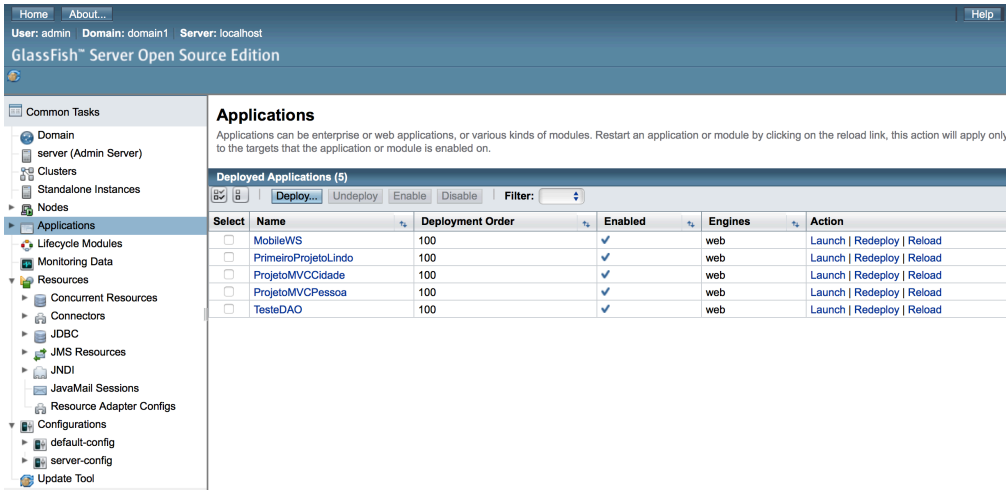 Home About... Help
User: admin Domain: domain1 Server: localhost
GlassFish™ Server Open Source Edition
Common Tasks
Domain
server (Admin Server)
Clusters
Standalone Instances
Nodes
Applications
Lifecycle Modules
Monitoring Data
Resources
Concurrent Resources
Connectors
JDBC
JMS Resources
JNDI
JavaMail Sessions
Resource Adapter Configs
Configurations
default-config
server-config
Update Tool
Applications
Applications can be enterprise or web applications, or various kinds of modules. Restart an application or module by clicking on the reload link, this action will apply only
to the targets that the application or module is enabled on.
Deployed Applications (5)
Deploy... Undeploy Enable Disable Filter:
Select Name Deployment Order Enabled Engines Action
MobileWS 100 web Launch | Redeploy | Reload
PrimeiroProjetoLindo 100 web Launch | Redeploy | Reload
ProjetoMVCCidade 100 web Launch | Redeploy | Reload
ProjetoMVCPessoa 100 web Launch | Redeploy | Reload
TesteDAO 100 web Launch | Redeploy | Reload